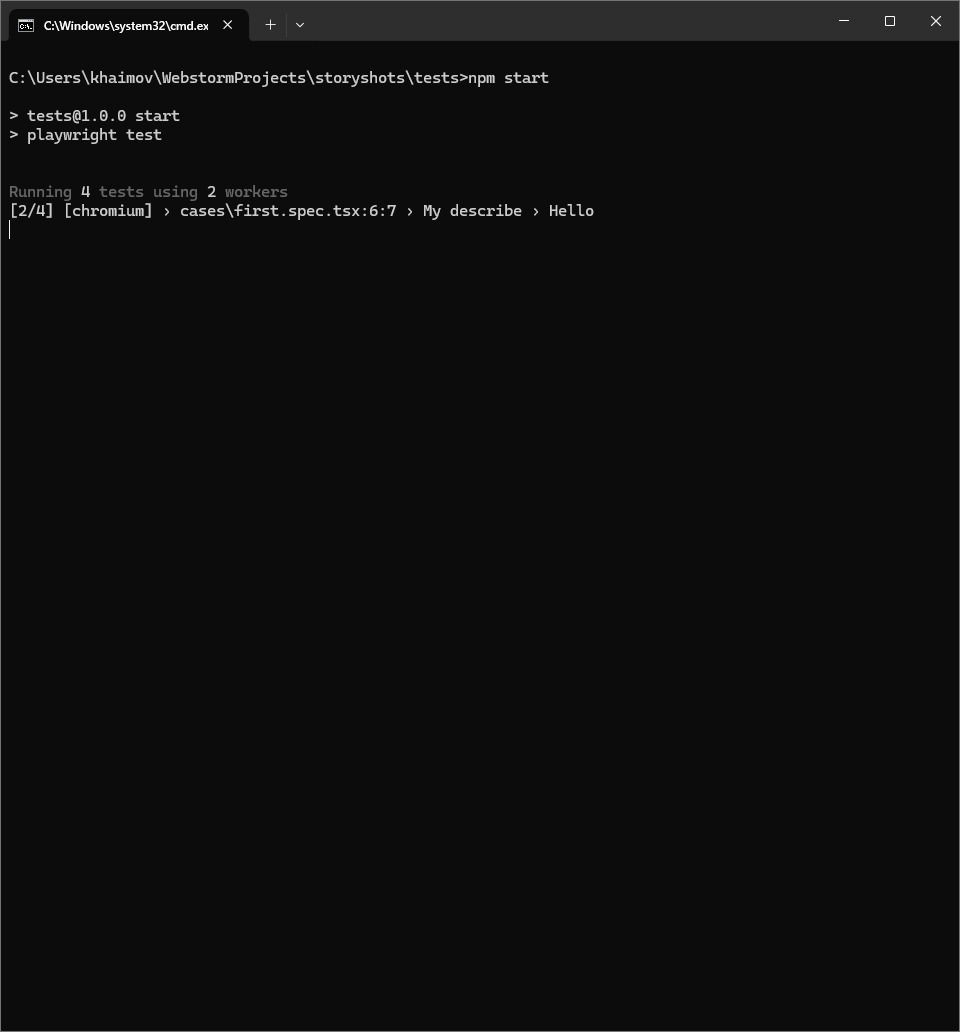 C:\Windows\system32\cmd.ex
C:\Users\khaimov\WebstormProjects\storyshots\tests>npm start
> tests@1.0.0 start
> playwright test
Running 4 tests using 2 workers
[2/4] [chromium] › cases\first.spec.tsx:6:7 › My describe › Hello